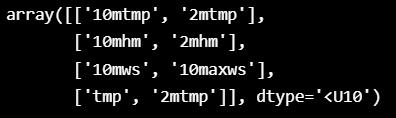 array([['10mtmp', '2mtmp'],
       ['10mhm', '2mhm'],
       ['10mws', '10maxws'],
       ['tmp', '2mtmp']], dtype='<U10')